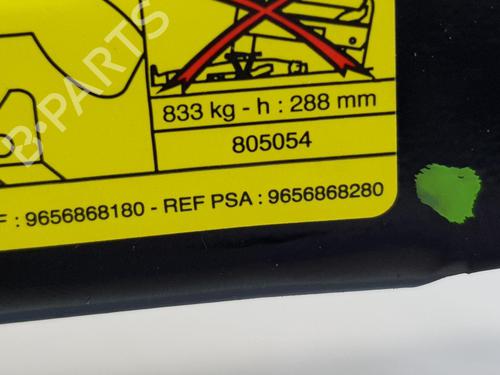 B-PARTS
833 kg - h : 288 mm
805054
F : 9656868180 - REF PSA : 9656868280